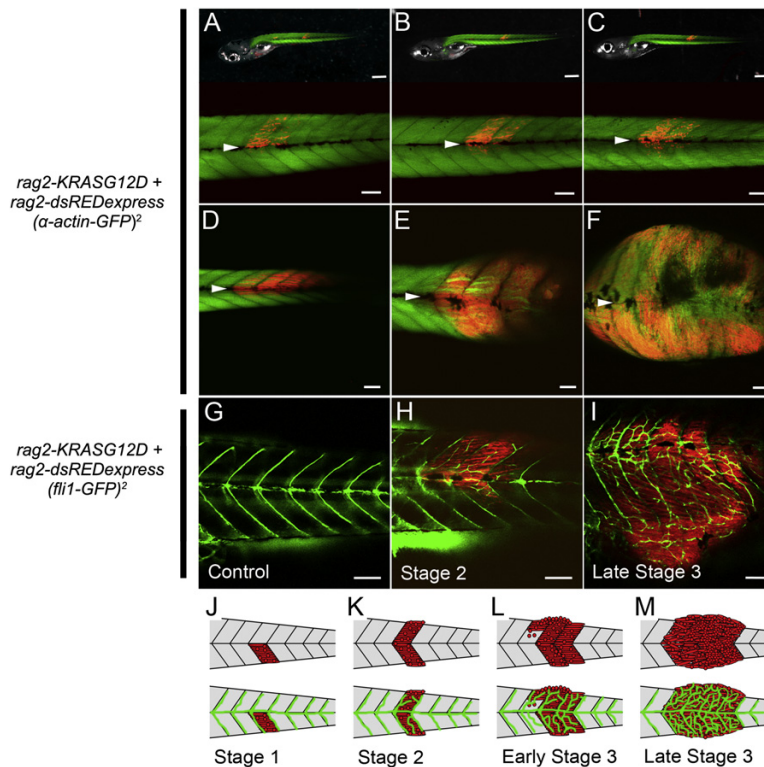 A
B
C
rag2-KRASG12D +
rag2-dsREDexpress
(α-actin-GFP)²
D
E
F
G
H
I
rag2-KRASG12D +
rag2-dsREDexpress
(fli1-GFP)²
Control
Stage 2
Late Stage 3
J
K
L
M
Stage 1
Stage 2
Early Stage 3
Late Stage 3